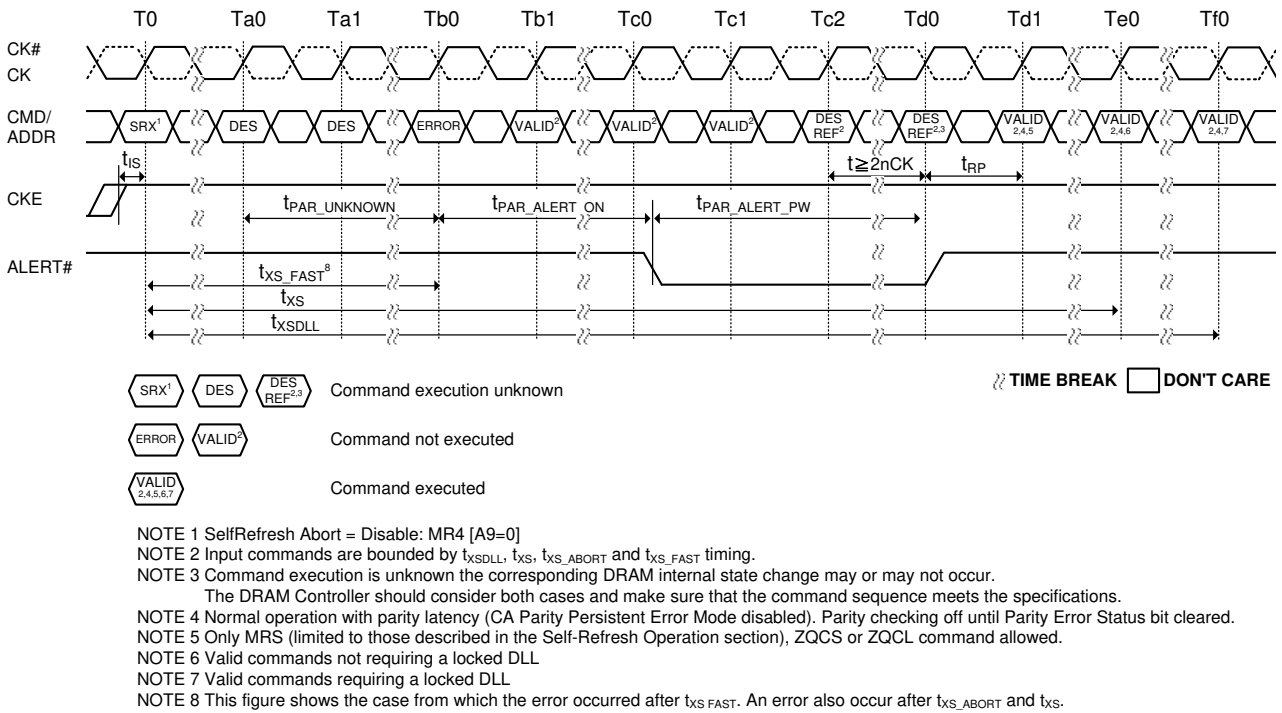 T0 Ta0 Ta1 Tb0 Tb1 Tc0 Tc1 Tc2 Td0 Td1 Te0 Tf0
CK#
CK
CMD/
ADDR
SRX¹ DES DES ERROR VALID² VALID² VALID² DES REF² DES REF²,³ VALID 2,4,5 VALID 2,4,6 VALID 2,4,7
tIS t≧2nCK tRP
CKE
tPAR_UNKNOWN tPAR_ALERT_ON tPAR_ALERT_PW
ALERT#
tXS_FAST⁸
tXS
tXSDLL
SRX¹ DES DES REF²,³ Command execution unknown
TIME BREAK DON'T CARE
ERROR VALID² Command not executed
VALID 2,4,5,6,7 Command executed
NOTE 1 SelfRefresh Abort = Disable: MR4 [A9=0]
NOTE 2 Input commands are bounded by tXSDLL, tXS, tXS_ABORT and tXS_FAST timing.
NOTE 3 Command execution is unknown the corresponding DRAM internal state change may or may not occur.
The DRAM Controller should consider both cases and make sure that the command sequence meets the specifications.
NOTE 4 Normal operation with parity latency (CA Parity Persistent Error Mode disabled). Parity checking off until Parity Error Status bit cleared.
NOTE 5 Only MRS (limited to those described in the Self-Refresh Operation section), ZQCS or ZQCL command allowed.
NOTE 6 Valid commands not requiring a locked DLL
NOTE 7 Valid commands requiring a locked DLL
NOTE 8 This figure shows the case from which the error occurred after tXS FAST. An error also occur after tXS_ABORT and tXS.